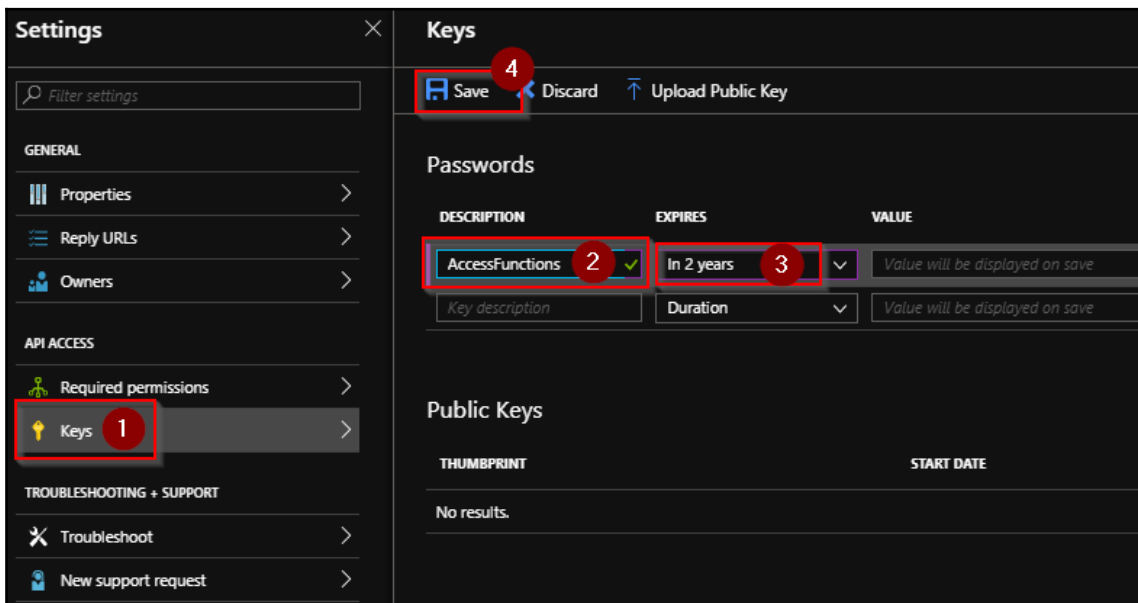 Settings
Filter settings
GENERAL
Properties
Reply URLs
Owners
API ACCESS
Required permissions
Keys 1
TROUBLESHOOTING + SUPPORT
Troubleshoot
New support request
Keys
4
Save Discard Upload Public Key
Passwords
DESCRIPTION EXPIRES VALUE
AccessFunctions 2 In 2 years 3 Value will be displayed on save
Key description Duration Value will be displayed on save
Public Keys
THUMBPRINT START DATE
No results.